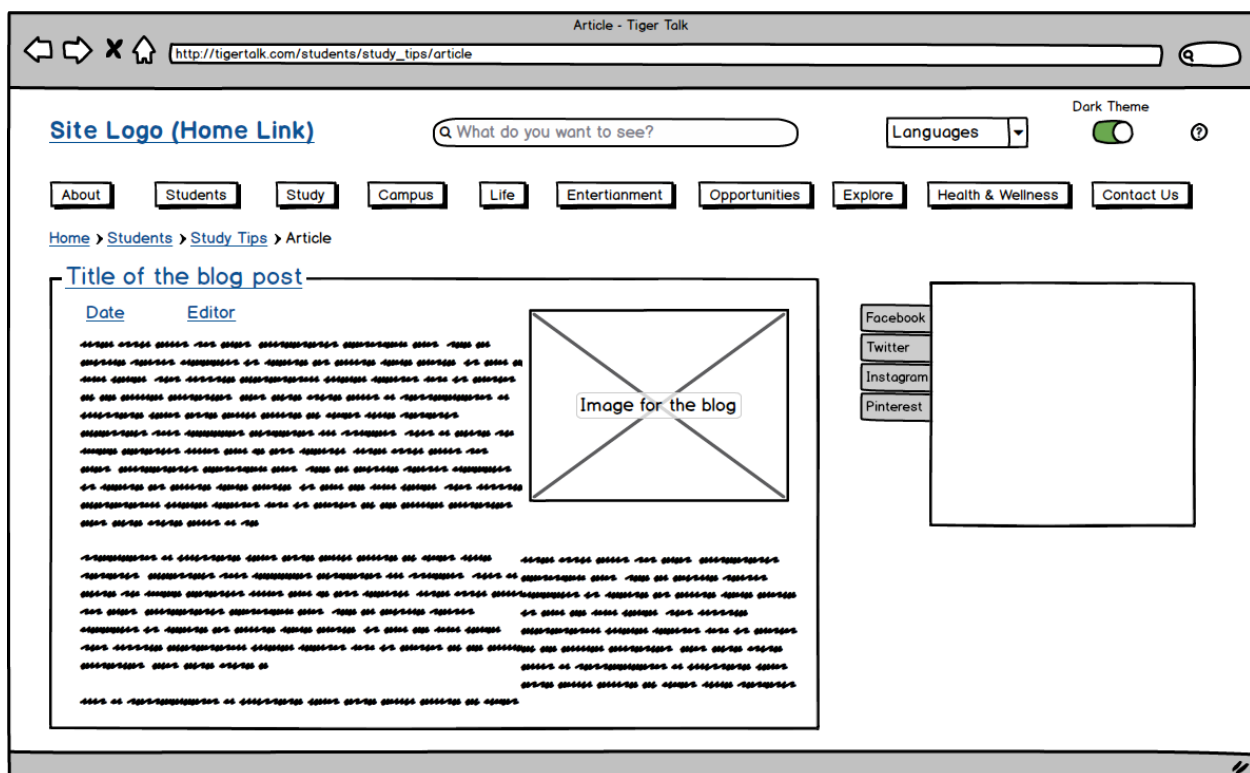 Article - Tiger Talk
http://tigertalk.com/students/study_tips/article
Dark Theme
Site Logo (Home Link)
What do you want to see?
Languages
?
About Students Study Campus Life Entertianment Opportunities Explore Health & Wellness Contact Us
Home > Students > Study Tips > Article
Title of the blog post
Date Editor
Image for the blog
Facebook
Twitter
Instagram
Pinterest